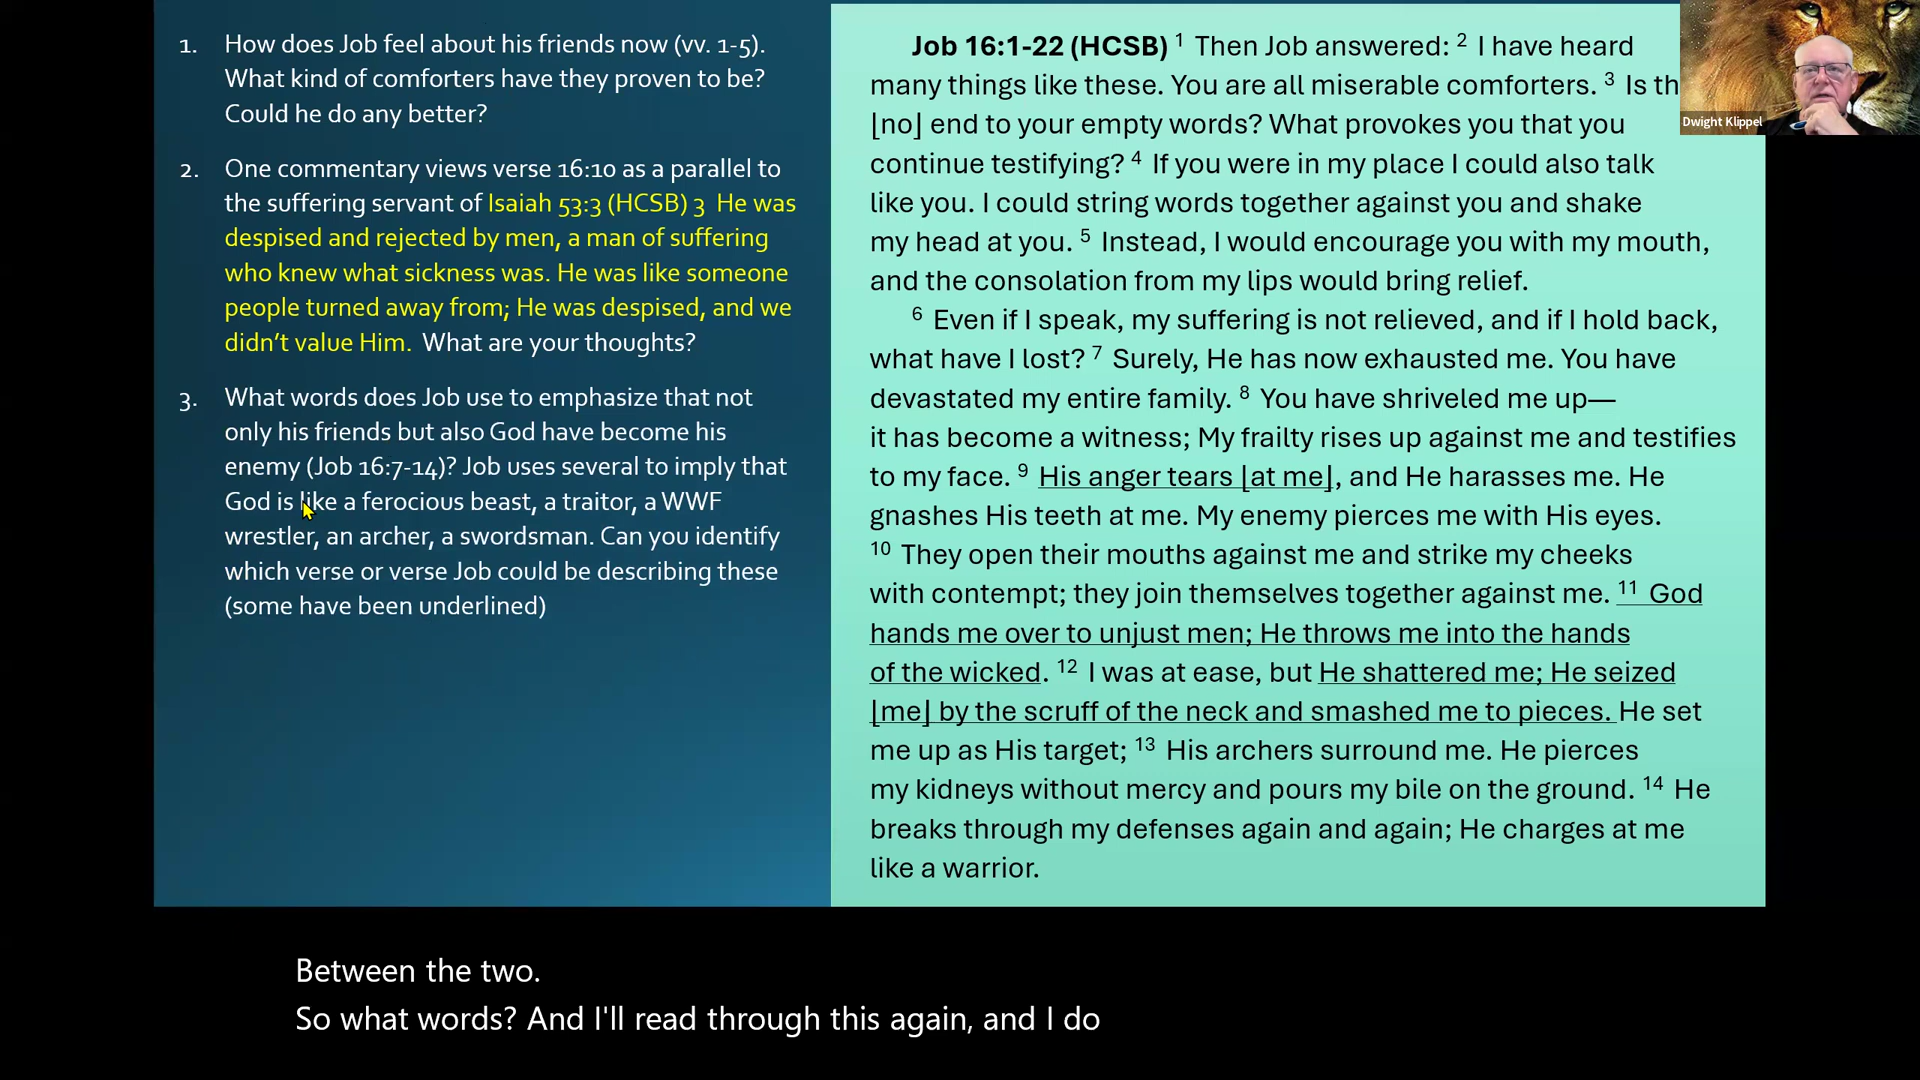 1. How does Job feel about his friends now (vv. 1-5).
What kind of comforters have they proven to be?
Could he do any better?
2. One commentary views verse 16:10 as a parallel to
the suffering servant of Isaiah 53:3 (HCSB) 3 He was
despised and rejected by men, a man of suffering
who knew what sickness was. He was like someone
people turned away from; He was despised, and we
didn’t value Him. What are your thoughts?
3. What words does Job use to emphasize that not
only his friends but also God have become his
enemy (Job 16:7-14)? Job uses several to imply that
God is like a ferocious beast, a traitor, a WWF
wrestler, an archer, a swordsman. Can you identify
which verse or verse Job could be describing these
(some have been underlined)
Job 16:1-22 (HCSB) 1 Then Job answered: 2 I have heard
many things like these. You are all miserable comforters. 3 Is
[no] end to your empty words? What provokes you that you
continue testifying? 4 If you were in my place I could also talk
like you. I could string words together against you and shake
my head at you. 5 Instead, I would encourage you with my mouth,
and the consolation from my lips would bring relief.
6 Even if I speak, my suffering is not relieved, and if I hold back,
what have I lost? 7 Surely, He has now exhausted me. You have
devastated my entire family. 8 You have shriveled me up—
it has become a witness; My frailty rises up against me and testifies
to my face. 9 His anger tears [at me], and He harasses me. He
gnashes His teeth at me. My enemy pierces me with His eyes.
10 They open their mouths against me and strike my cheeks
with contempt; they join themselves together against me. 11 God
hands me over to unjust men; He throws me into the hands
of the wicked. 12 I was at ease, but He shattered me; He seized
[me] by the scruff of the neck and smashed me to pieces. He set
me up as His target; 13 His archers surround me. He pierces
my kidneys without mercy and pours my bile on the ground. 14 He
breaks through my defenses again and again; He charges at me
like a warrior.
Dwight Klippel
Between the two.
So what words? And I'll read through this again, and I do